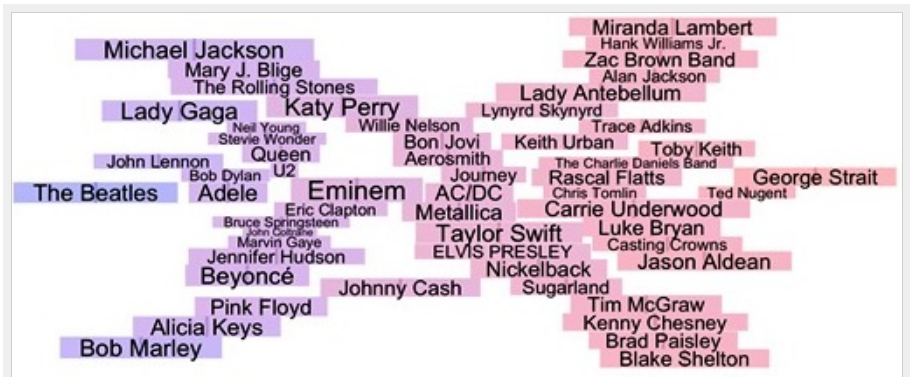 Miranda Lambert
Hank Williams Jr.
Michael Jackson
Zac Brown Band
Mary J. Blige
Alan Jackson
The Rolling Stones
Lady Antebellum
Katy Perry
Lady Gaga
Lynyrd Skynyrd
Willie Nelson
Trace Adkins
Neil Young
Stevie Wonder
Bon Jovi
Keith Urban
Toby Keith
Queen
Aerosmith
John Lennon
The Charlie Daniels Band
U2
Bob Dylan
Journey
Rascal Flatts
George Strait
The Beatles
Adele
Eminem
AC/DC
Chris Tomlin
Ted Nugent
Eric Clapton
Metallica
Carrie Underwood
Bruce Springsteen
Luke Bryan
John Coltrane
Taylor Swift
Marvin Gaye
Casting Crowns
ELVIS PRESLEY
Jennifer Hudson
Jason Aldean
Nickelback
Beyoncé
Johnny Cash
Sugarland
Pink Floyd
Tim McGraw
Alicia Keys
Kenny Chesney
Brad Paisley
Bob Marley
Blake Shelton